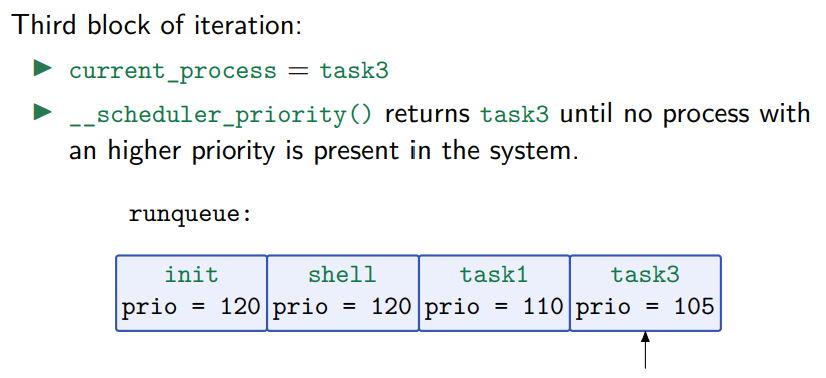 Third block of iteration:
▶ current_process = task3
▶ __scheduler_priority() returns task3 until no process with
an higher priority is present in the system.
runqueue:
init shell task1 task3
prio = 120 prio = 120 prio = 110 prio = 105